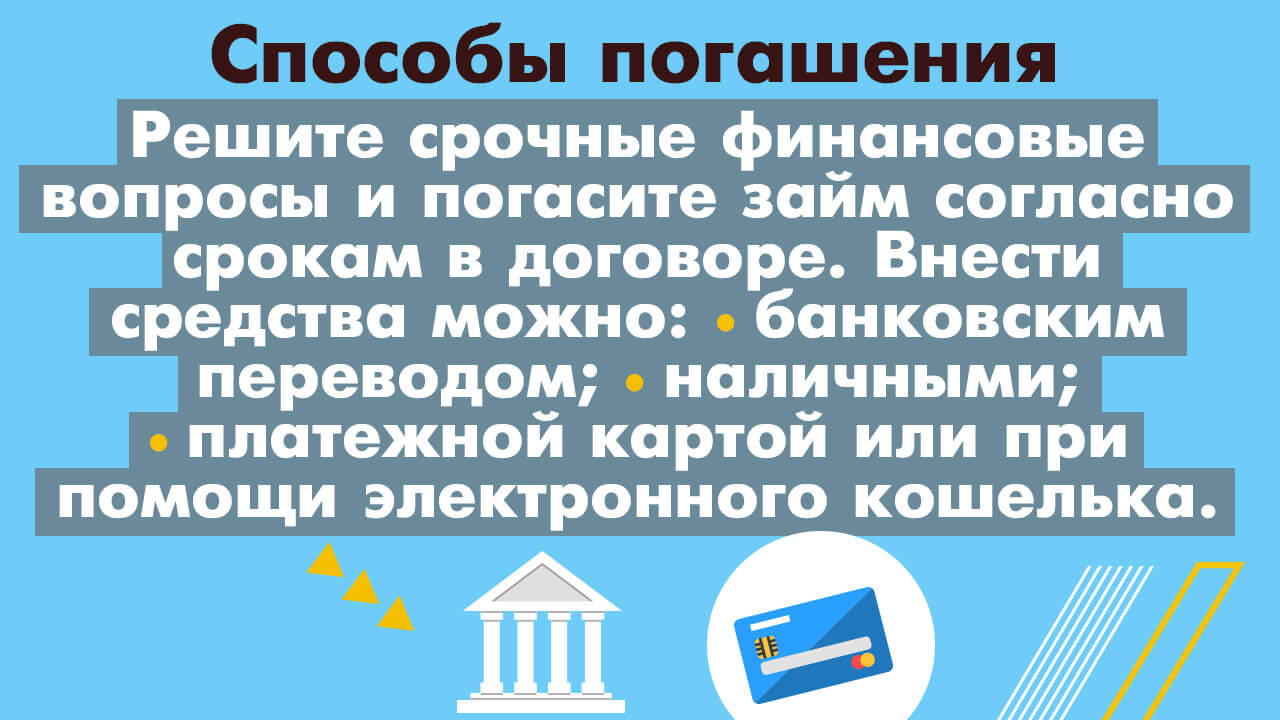 Способы погашения
Решите срочные финансовые
вопросы и погасите займ согласно
срокам в договоре. Внести
средства можно: • банковским
переводом; • наличными;
• платежной картой или при
помощи электронного кошелька.